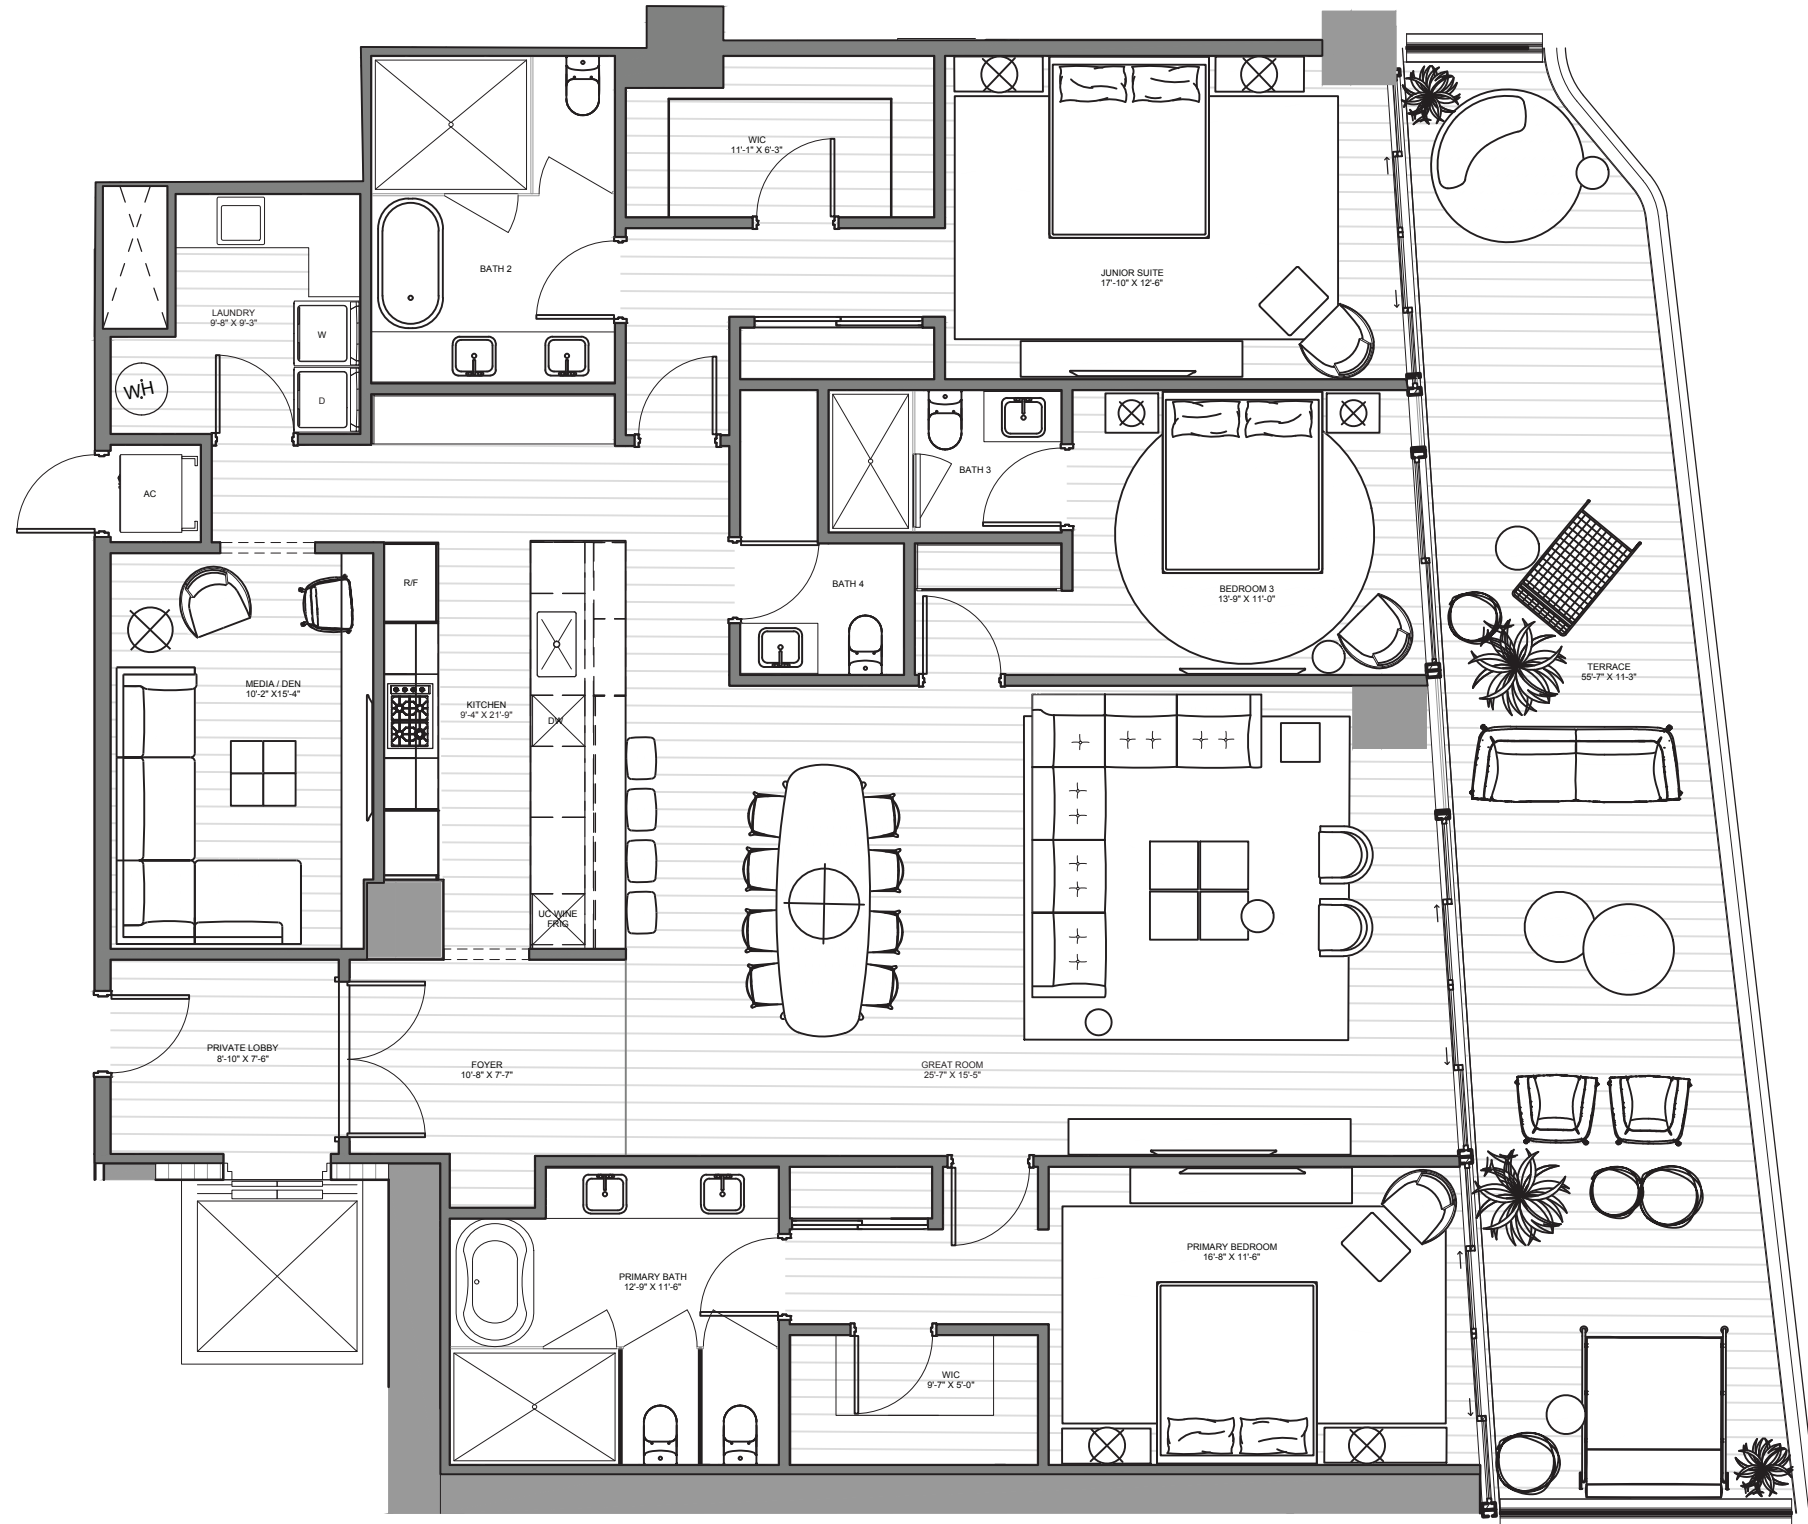 WIC
11'-1" X 6'-3"
BATH 2
JUNIOR SUITE
17'-10" X 12'-6"
LAUNDRY
9'-8" X 9'-3"
W
D
W.H
AC
BATH 3
R/F
BATH 4
BEDROOM 3
13'-9" X 11'-0"
TERRACE
55'-7" X 11'-3"
MEDIA / DEN
10'-2" X15'-4"
KITCHEN
9'-4" X 21'-9"
DW
UC WINE
FRIG
PRIVATE LOBBY
8'-10" X 7'-6"
FOYER
10'-8" X 7'-7"
GREAT ROOM
25'-7" X 15'-5"
PRIMARY BEDROOM
16'-8" X 11'-6"
PRIMARY BATH
12'-9" X 11'-6"
WIC
9'-7" X 5'-0"